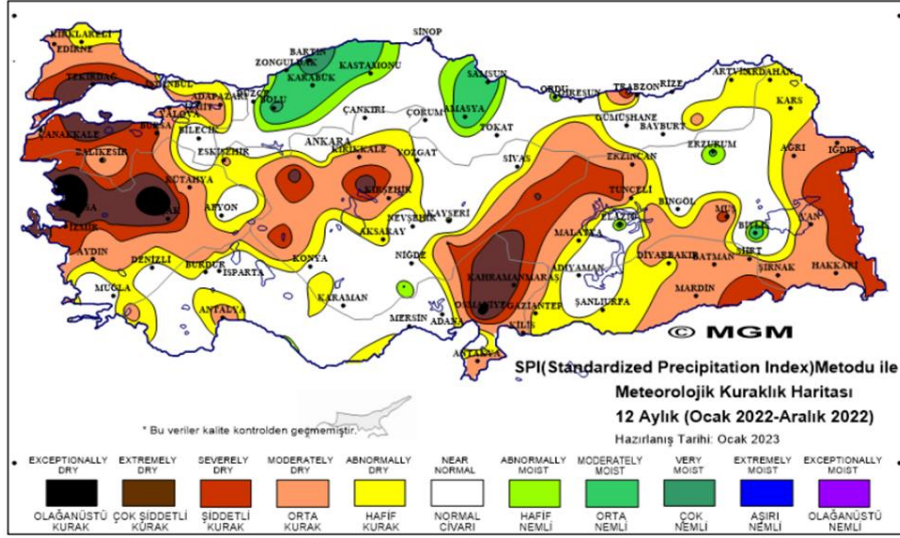 SİNOP
KIRKLARELİ
EDİRNE
BARTIN
ZONGULDAK
KASTAMONU
KARABÜK
SAMSUN
TEKİRDAĞ
İSTANBUL
DÜZCE
ADAPAZARI
BOLU
ORDU
GİRESUN
TRABZON
RİZE
ARTVİN
ARDAHAN
KARS
YALOVA
ÇANKIRI
ÇORUM
AMASYA
TOKAT
GÜMÜŞHANE
BAYBURT
ÇANAKKALE
BURSA
BİLECİK
ANKARA
KIRIKKALE
YOZGAT
SİVAS
ERZİNCAN
ERZURUM
AĞRI
IĞDIR
BALIKESİR
ESKİŞEHİR
KÜTAHYA
KIRŞEHİR
TUNCELİ
BİNGÖL
MUŞ
VAN
AFYON
NEVŞEHİR
KAYSERİ
ELAZIĞ
BİTLİS
İZMİR
AKSARAY
MALATYA
SİİRT
AYDIN
DENİZLİ
BURDUR
ISPARTA
KONYA
NİĞDE
KAHRAMANMARAŞ
ADIYAMAN
DİYARBAKIR
BATMAN
ŞIRNAK
HAKKARİ
MUĞLA
ANTALYA
KARAMAN
MERSİN
ADANA
OSMANİYE
GAZİANTEP
KİLİS
ŞANLIURFA
MARDİN
ANTAKYA
© MGM
SPI(Standardized Precipitation Index)Metodu ile
Meteorolojik Kuraklık Haritası
12 Aylık (Ocak 2022-Aralık 2022)
Hazırlanış Tarihi: Ocak 2023
* Bu veriler kalite kontrolden geçmemiştir.
EXCEPTIONALLY DRY
EXTREMELY DRY
SEVERELY DRY
MODERATELY DRY
ABNORMALLY DRY
NEAR NORMAL
ABNORMALLY MOIST
MODERATELY MOIST
VERY MOIST
EXTREMELY MOIST
EXCEPTIONALLY MOIST
OLAĞANÜSTÜ KURAK
ÇOK ŞİDDETLİ KURAK
ŞİDDETLİ KURAK
ORTA KURAK
HAFİF KURAK
NORMAL CİVARI
HAFİF NEMLİ
ORTA NEMLİ
ÇOK NEMLİ
AŞIRI NEMLİ
OLAĞANÜSTÜ NEMLİ